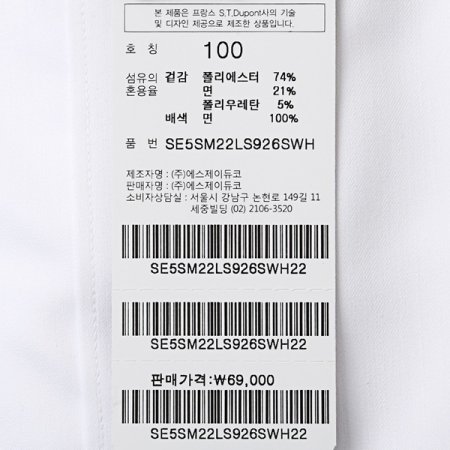 본 제품은 프랑스 S.T.Dupont사의 기술
및 디자인 제공으로 제조한 상품입니다.
호 칭 100
섬유의 겉감 폴리에스터 74%
혼용율 면 21%
폴리우레탄 5%
배색 면 100%
품 번 SE5SM22LS926SWH
제조자명 : (주)에스제이듀코
판매자명 : (주)에스제이듀코
소비자상담실 : 서울시 강남구 논현로 149길 11
세중빌딩 (02) 2106-3520
SE5SM22LS926SWH22
SE5SM22LS926SWH22
판매가격:₩69,000
SE5SM22LS926SWH22